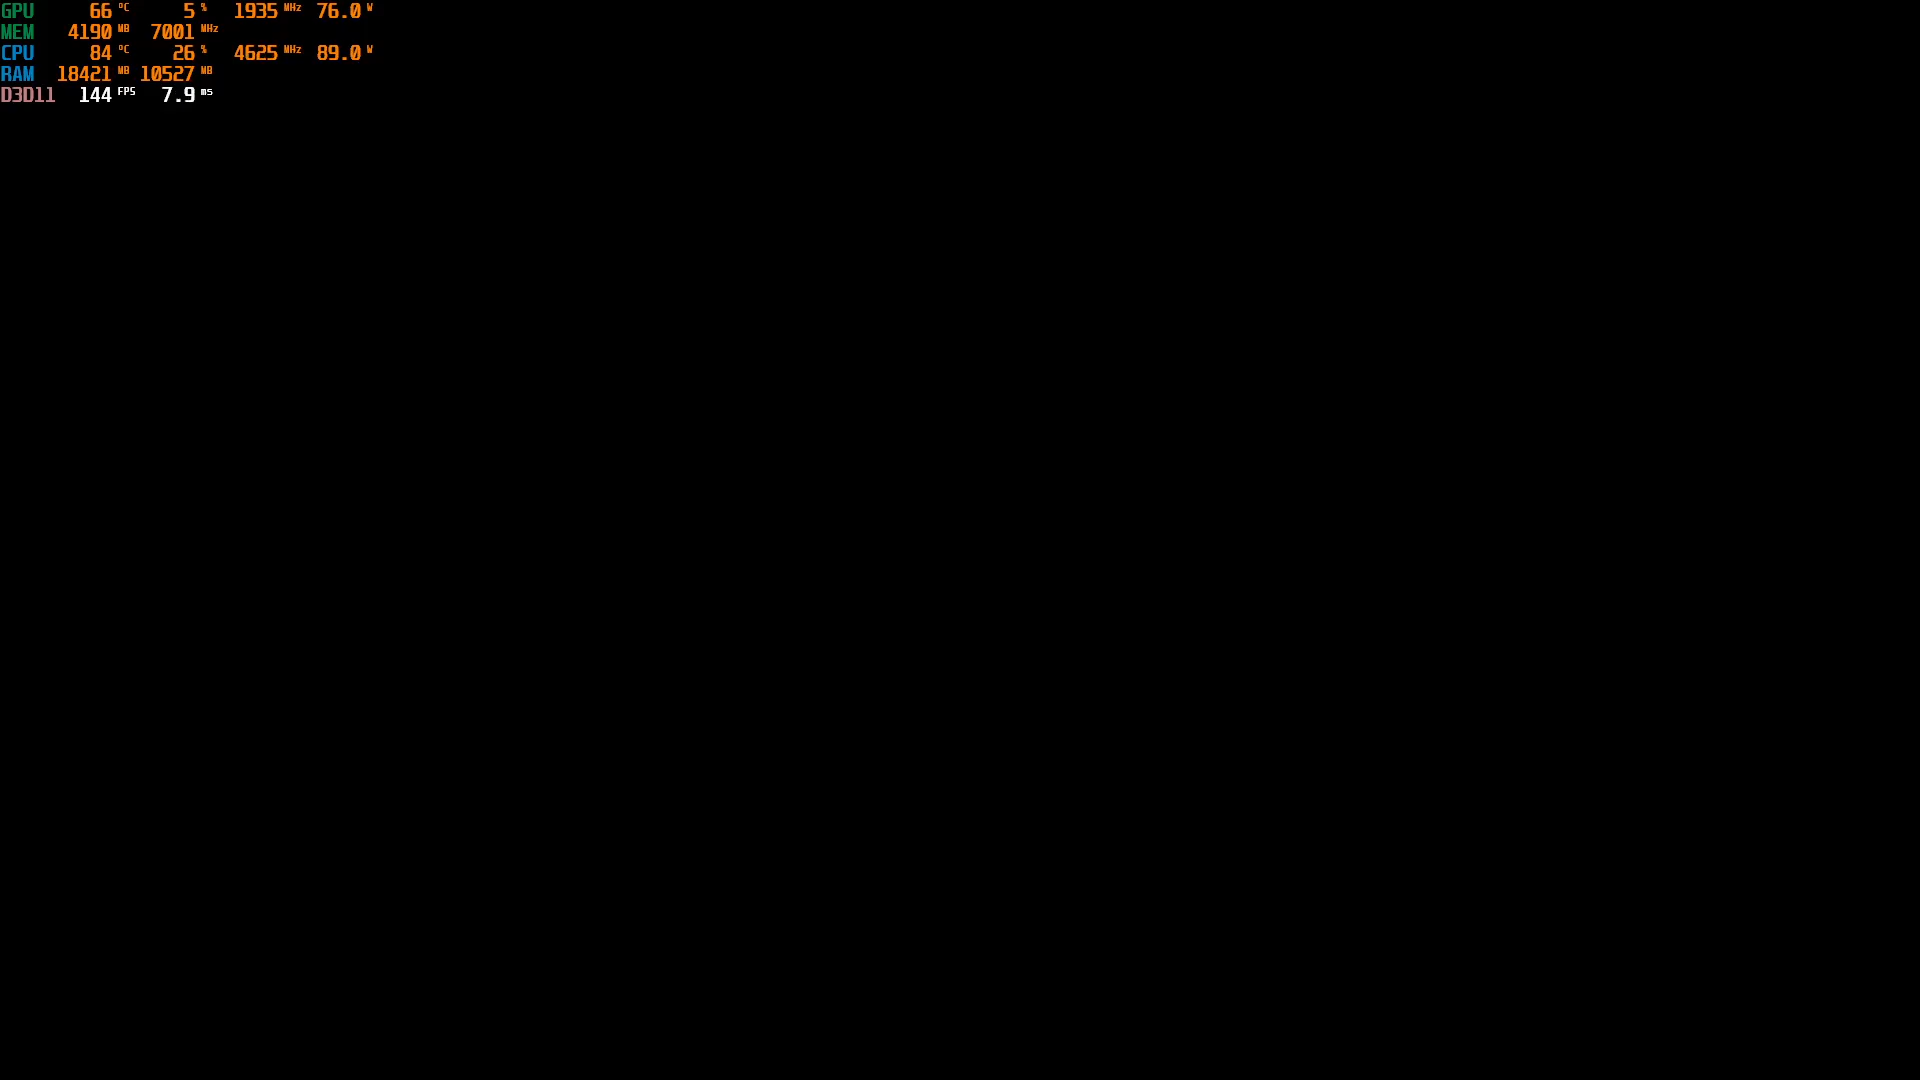 GPU 66 °C 5 % 1935 MHz 76.0 W
MEM 4190 MB 7001 MHz
CPU 84 °C 26 % 4625 MHz 89.0 W
RAM 18421 MB 10527 MB
D3D11 144 FPS 7.9 ms